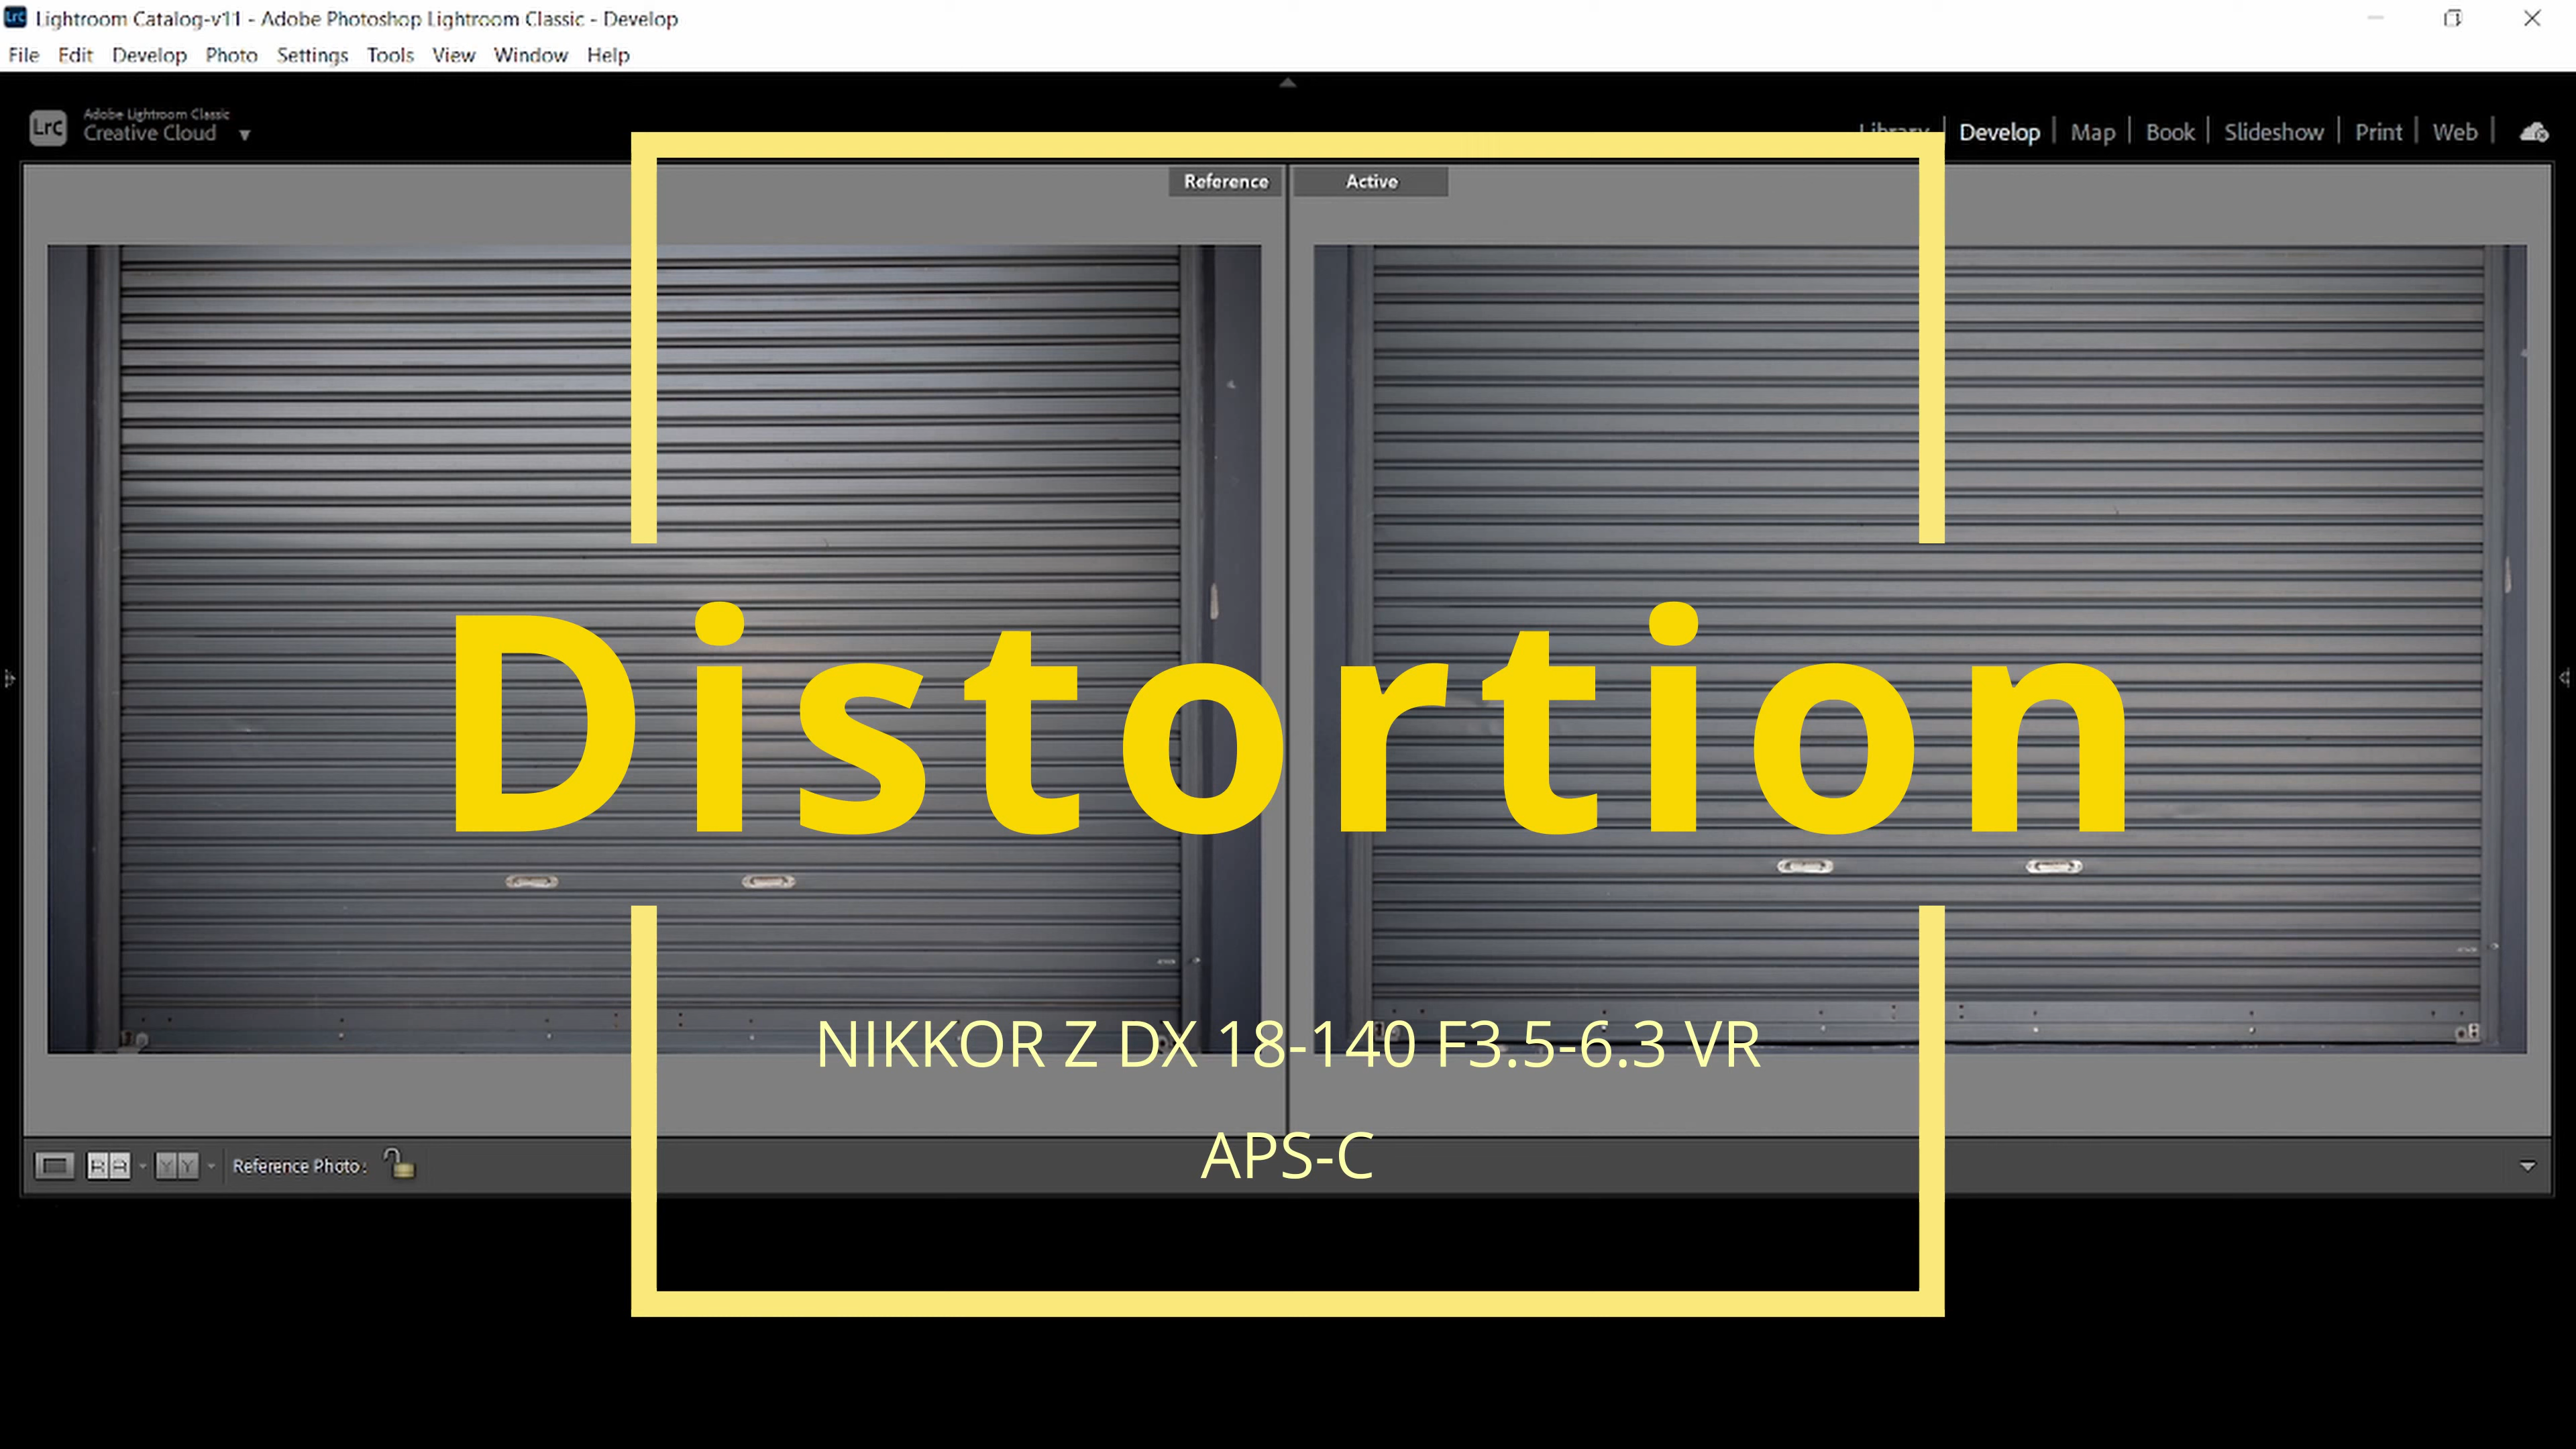 Lightroom Catalog-v11 - Adobe Photoshop Lightroom Classic - Develop
File Edit Develop Photo Settings Tools View Window Help
Lrc
Adobe Lightroom Classic
Creative Cloud
Library | Develop | Map | Book | Slideshow | Print | Web |
Reference Active
Distortion
NIKKOR Z DX 18-140 F3.5-6.3 VR
APS-C
R A Y Y Reference Photo :